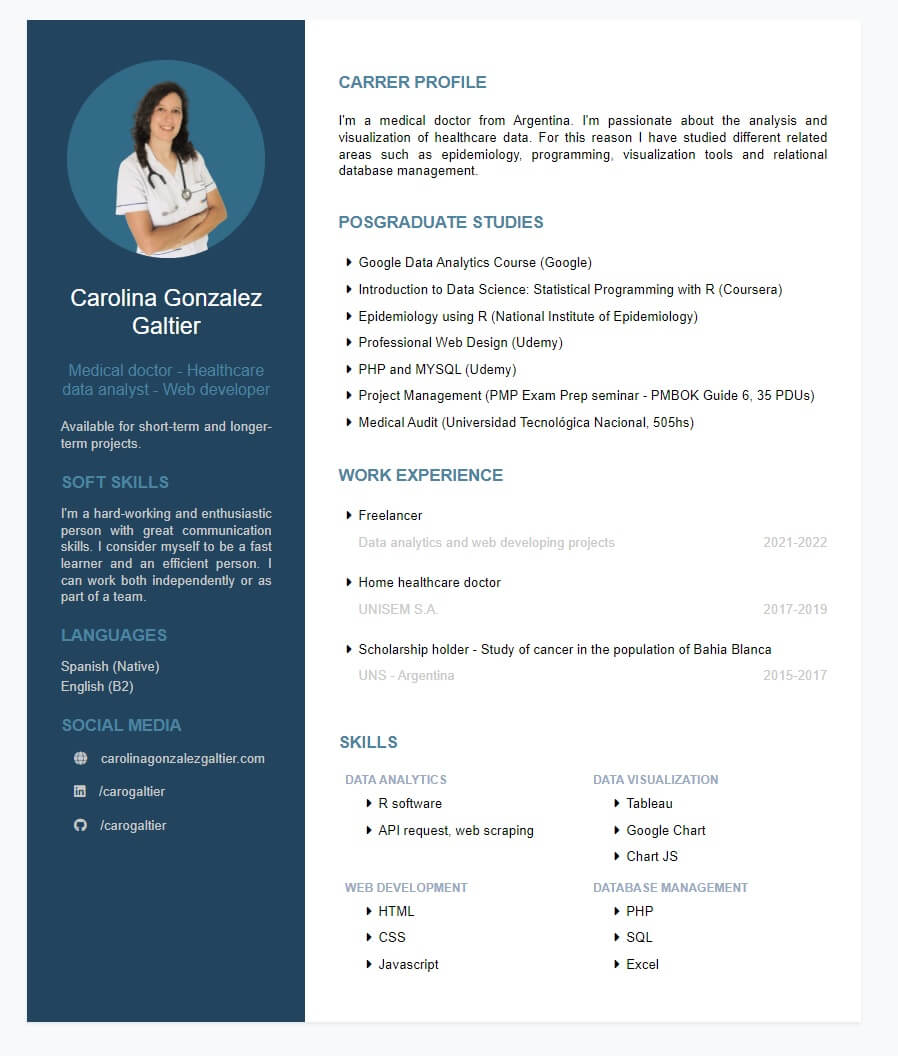 Carolina Gonzalez
Galtier
Medical doctor - Healthcare
data analyst - Web developer
Available for short-term and longer-
term projects.
SOFT SKILLS
I'm a hard-working and enthusiastic
person with great communication
skills. I consider myself to be a fast
learner and an efficient person. I
can work both independently or as
part of a team.
LANGUAGES
Spanish (Native)
English (B2)
SOCIAL MEDIA
carolinagonzalezgaltier.com
/carogaltier
/carogaltier
CARRER PROFILE
I'm a medical doctor from Argentina. I'm passionate about the analysis and
visualization of healthcare data. For this reason I have studied different related
areas such as epidemiology, programming, visualization tools and relational
database management.
POSGRADUATE STUDIES
Google Data Analytics Course (Google)
Introduction to Data Science: Statistical Programming with R (Coursera)
Epidemiology using R (National Institute of Epidemiology)
Professional Web Design (Udemy)
PHP and MYSQL (Udemy)
Project Management (PMP Exam Prep seminar - PMBOK Guide 6, 35 PDUs)
Medical Audit (Universidad Tecnológica Nacional, 505hs)
WORK EXPERIENCE
Freelancer
Data analytics and web developing projects 2021-2022
Home healthcare doctor
UNISEM S.A. 2017-2019
Scholarship holder - Study of cancer in the population of Bahia Blanca
UNS - Argentina 2015-2017
SKILLS
DATA ANALYTICS
R software
API request, web scraping
DATA VISUALIZATION
Tableau
Google Chart
Chart JS
WEB DEVELOPMENT
HTML
CSS
Javascript
DATABASE MANAGEMENT
PHP
SQL
Excel